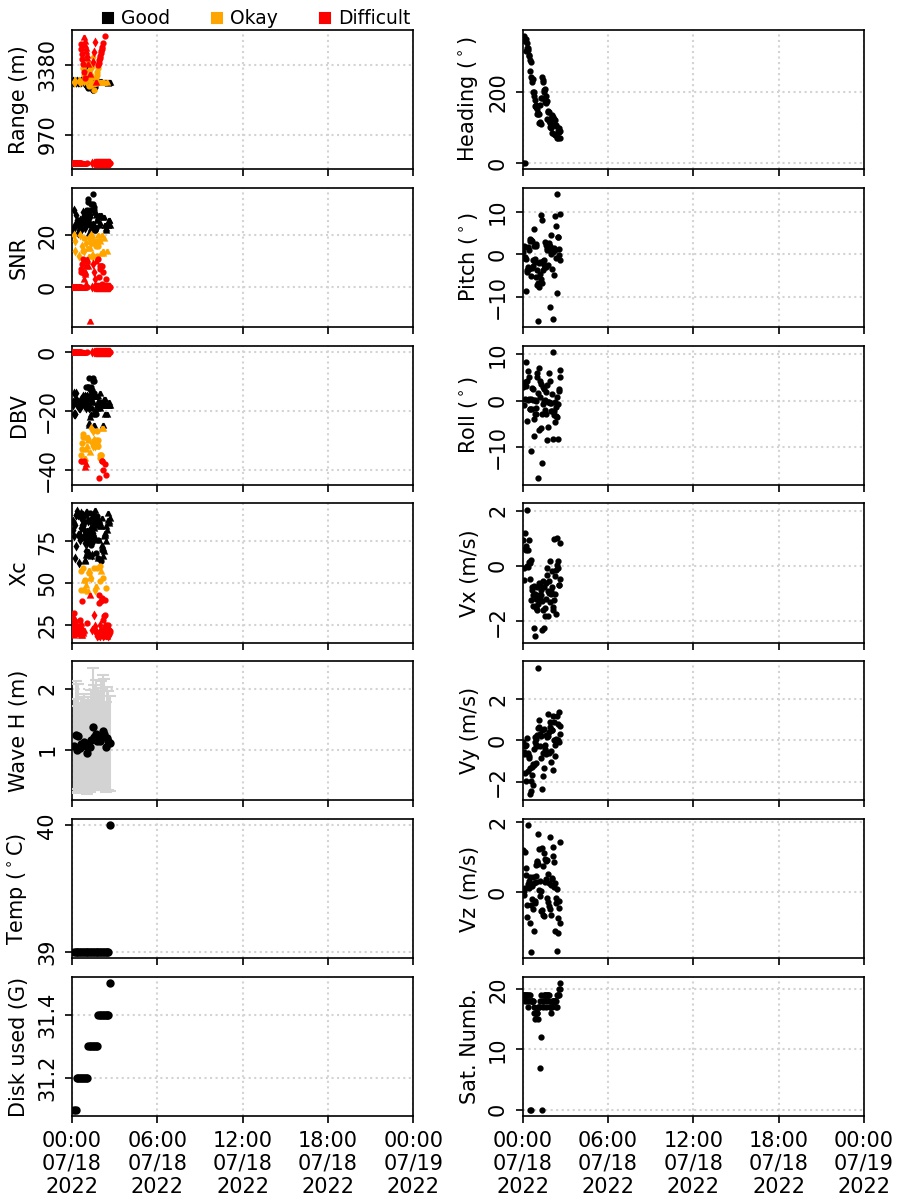 Good Okay Difficult
Range (m)
3380
970
Heading (°)
200
0
SNR
20
0
Pitch (°)
10
0
−10
DBV
0
−20
−40
Roll (°)
10
0
−10
Xc
75
50
25
Vx (m/s)
2
0
−2
Wave H (m)
2
1
Vy (m/s)
2
0
−2
Temp (°C)
40
39
Vz (m/s)
2
0
Disk used (G)
31.4
31.2
Sat. Numb.
20
10
0
00:00 06:00 12:00 18:00 00:00
07/18 07/18 07/18 07/18 07/19
2022 2022 2022 2022 2022
00:00 06:00 12:00 18:00 00:00
07/18 07/18 07/18 07/18 07/19
2022 2022 2022 2022 2022